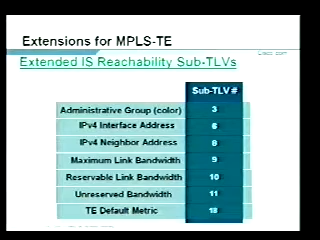 Extensions for MPLS-TE
Cisco.com
Extended IS Reachability Sub-TLVs
Sub-TLV #
Administrative Group (color) 3
IPv4 Interface Address 6
IPv4 Neighbor Address 8
Maximum Link Bandwidth 9
Reservable Link Bandwidth 10
Unreserved Bandwidth 11
TE Default Metric 18